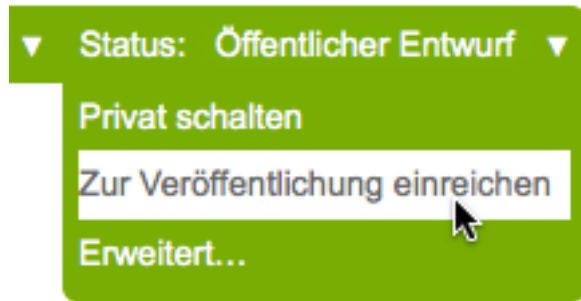 ▼ Status: Öffentlicher Entwurf ▼
Privat schalten
Zur Veröffentlichung einreichen
Erweitert...